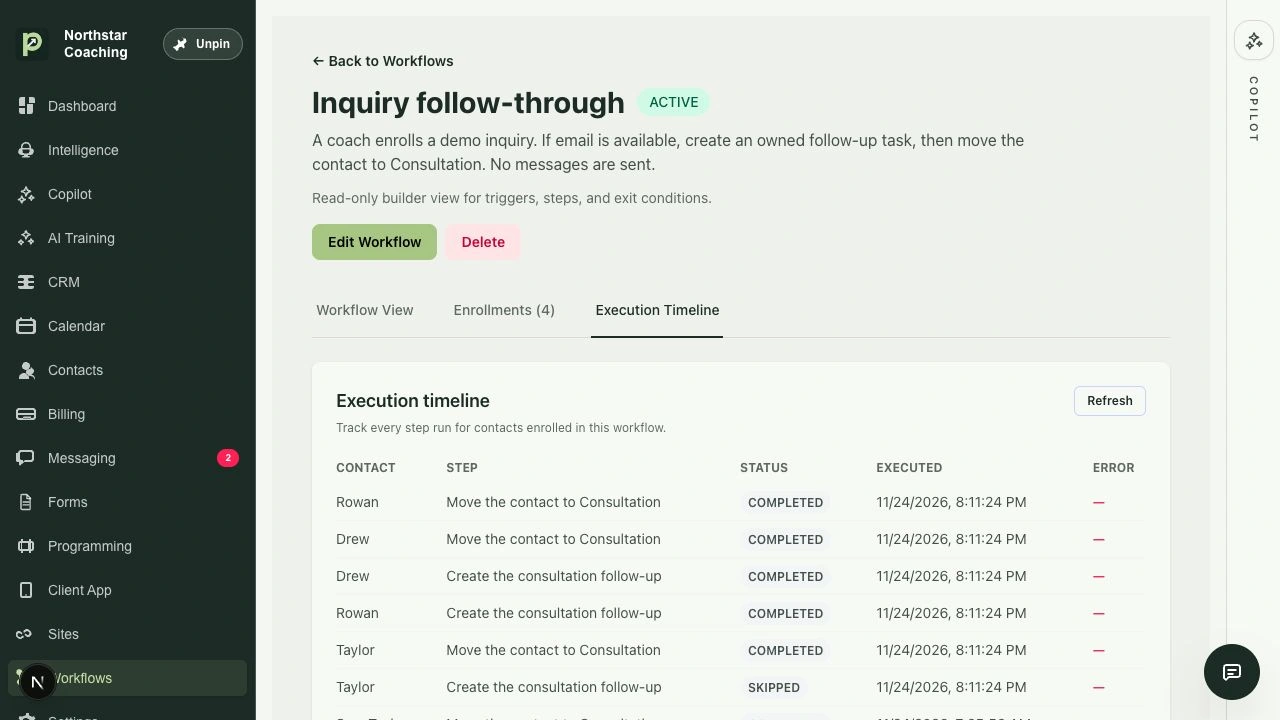 Northstar
Coaching
Unpin
Dashboard
Intelligence
Copilot
AI Training
CRM
Calendar
Contacts
Billing
Messaging
2
Forms
Programming
Client App
Sites
Workflows
Settings
← Back to Workflows
Inquiry follow-through
ACTIVE
A coach enrolls a demo inquiry. If email is available, create an owned follow-up task, then move the
contact to Consultation. No messages are sent.
Read-only builder view for triggers, steps, and exit conditions.
Edit Workflow
Delete
Workflow View
Enrollments (4)
Execution Timeline
Execution timeline
Track every step run for contacts enrolled in this workflow.
Refresh
CONTACT STEP STATUS EXECUTED ERROR
Rowan Move the contact to Consultation COMPLETED 11/24/2026, 8:11:24 PM —
Drew Move the contact to Consultation COMPLETED 11/24/2026, 8:11:24 PM —
Drew Create the consultation follow-up COMPLETED 11/24/2026, 8:11:24 PM —
Rowan Create the consultation follow-up COMPLETED 11/24/2026, 8:11:24 PM —
Taylor Move the contact to Consultation COMPLETED 11/24/2026, 8:11:24 PM —
Taylor Create the consultation follow-up SKIPPED 11/24/2026, 8:11:24 PM —
COPILOT
N